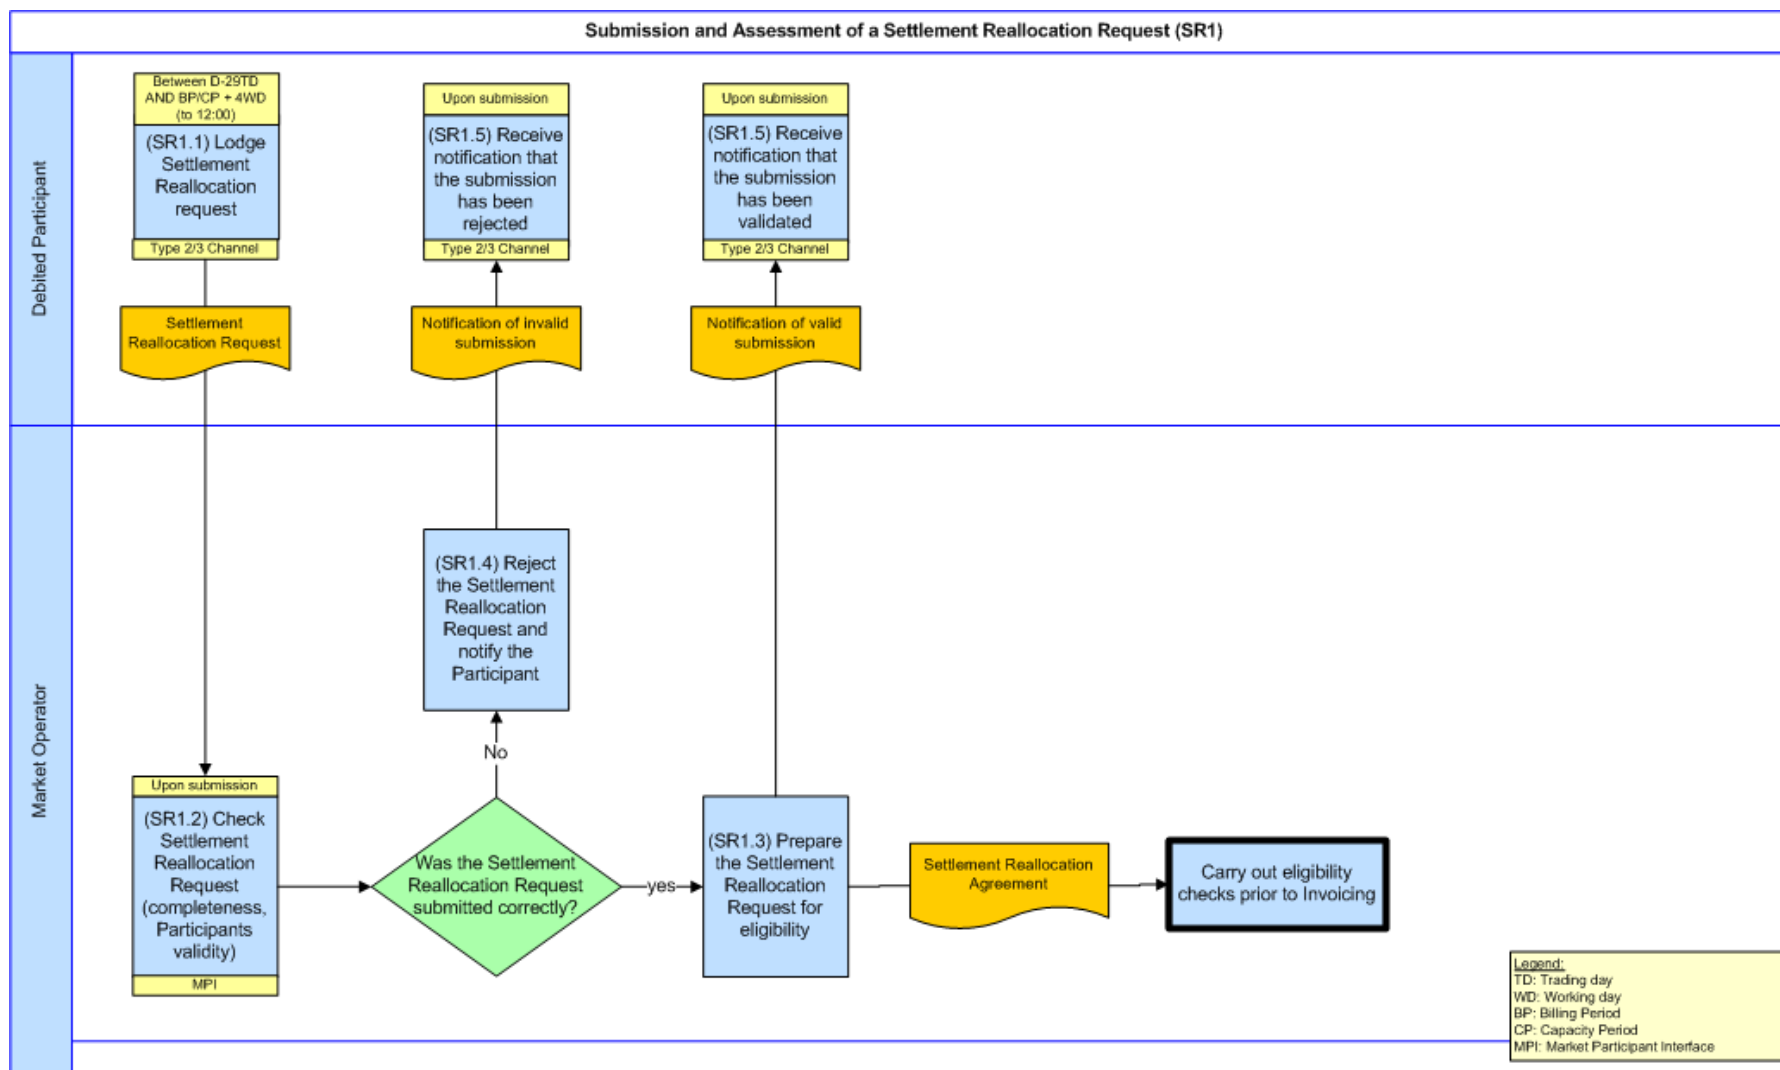 Submission and Assessment of a Settlement Reallocation Request (SR1)
Debited Participant
Between D-29TD
AND BP/CP + 4WD
(to 12:00)
(SR1.1) Lodge
Settlement
Reallocation
request
Type 2/3 Channel
Upon submission
(SR1.5) Receive
notification that
the submission
has been
rejected
Type 2/3 Channel
Upon submission
(SR1.5) Receive
notification that
the submission
has been
validated
Type 2/3 Channel
Settlement
Reallocation Request
Notification of invalid
submission
Notification of valid
submission
Market Operator
(SR1.4) Reject
the Settlement
Reallocation
Request and
notify the
Participant
No
Upon submission
(SR1.2) Check
Settlement
Reallocation
Request
(completeness,
Participants
validity)
MPI
Was the Settlement
Reallocation Request
submitted correctly?
yes
(SR1.3) Prepare
the Settlement
Reallocation
Request for
eligibility
Settlement Reallocation
Agreement
Carry out eligibility
checks prior to Invoicing
Legend:
TD: Trading day
WD: Working day
BP: Billing Period
CP: Capacity Period
MPI: Market Participant Interface